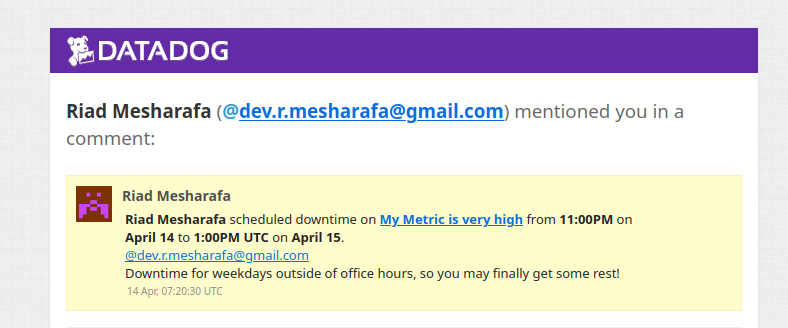 DATADOG
Riad Mesharafa (@dev.r.mesharafa@gmail.com) mentioned you in a
comment:
Riad Mesharafa
Riad Mesharafa scheduled downtime on My Metric is very high from 11:00PM on
April 14 to 1:00PM UTC on April 15.
@dev.r.mesharafa@gmail.com
Downtime for weekdays outside of office hours, so you may finally get some rest!
14 Apr, 07:20:30 UTC